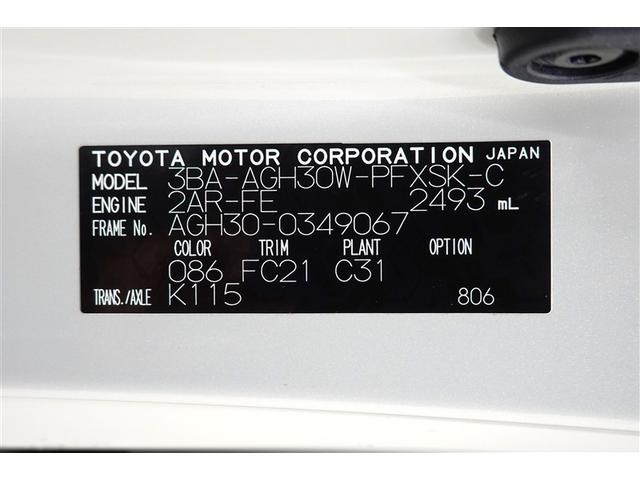 TOYOTA MOTOR CORPORATION JAPAN
MODEL 3BA-AGH30W-PFXSK-C
ENGINE 2AR-FE 2493 mL
FRAME No. AGH30-0349067
COLOR TRIM PLANT OPTION
086 FC21 C31
TRANS./AXLE K115 806